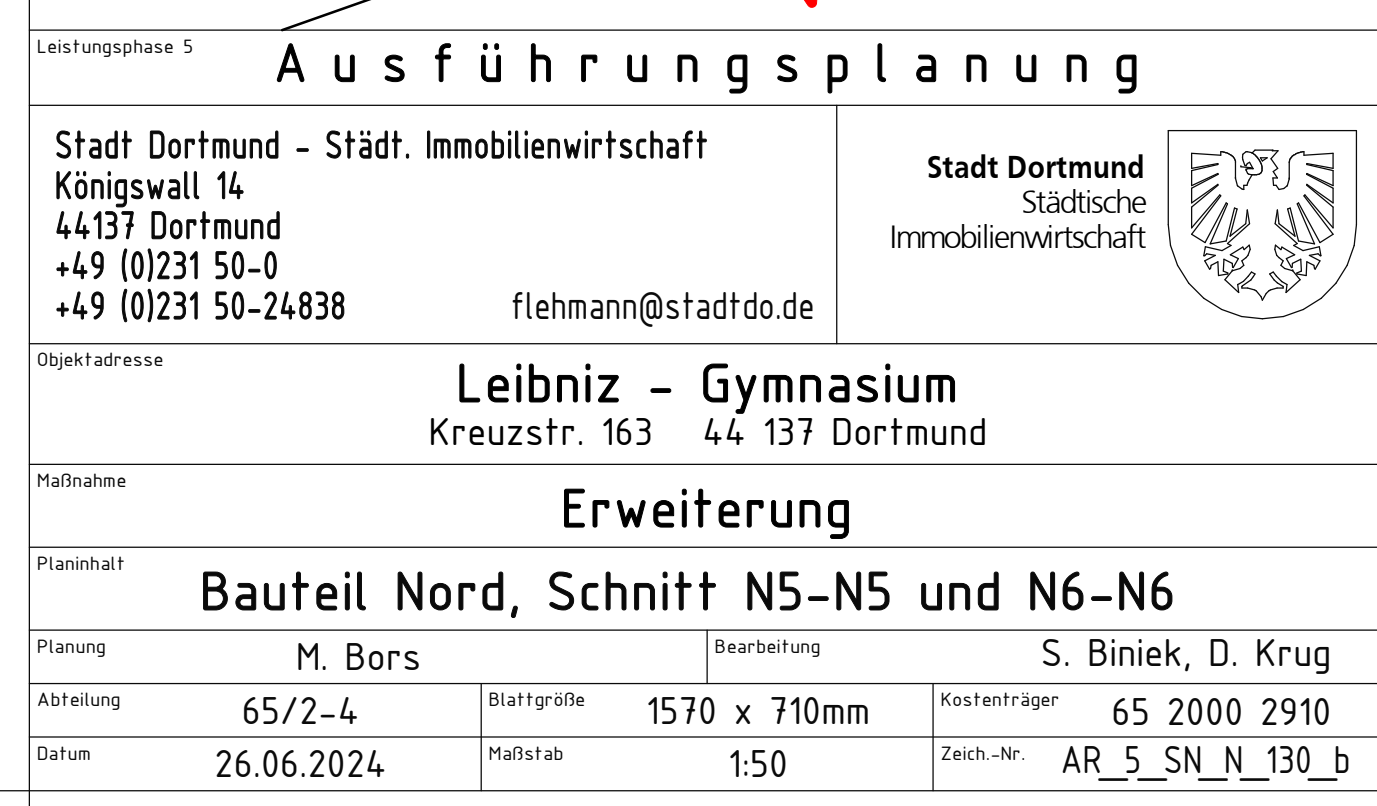 Leistungsphase 5
Ausführungsplanung
Stadt Dortmund - Städt. Immobilienwirtschaft
Königswall 14
44137 Dortmund
+49 (0)231 50-0
+49 (0)231 50-24838 flehmann@stadtdo.de
Stadt Dortmund
Städtische
Immobilienwirtschaft
Objektadresse
Leibniz - Gymnasium
Kreuzstr. 163 44 137 Dortmund
Maßnahme
Erweiterung
Planinhalt
Bauteil Nord, Schnitt N5-N5 und N6-N6
Planung M. Bors Bearbeitung S. Biniek, D. Krug
Abteilung 65/2-4 Blattgröße 1570 x 710mm Kostenträger 65 2000 2910
Datum 26.06.2024 Maßstab 1:50 Zeich.-Nr. AR_5_SN_N_130_b